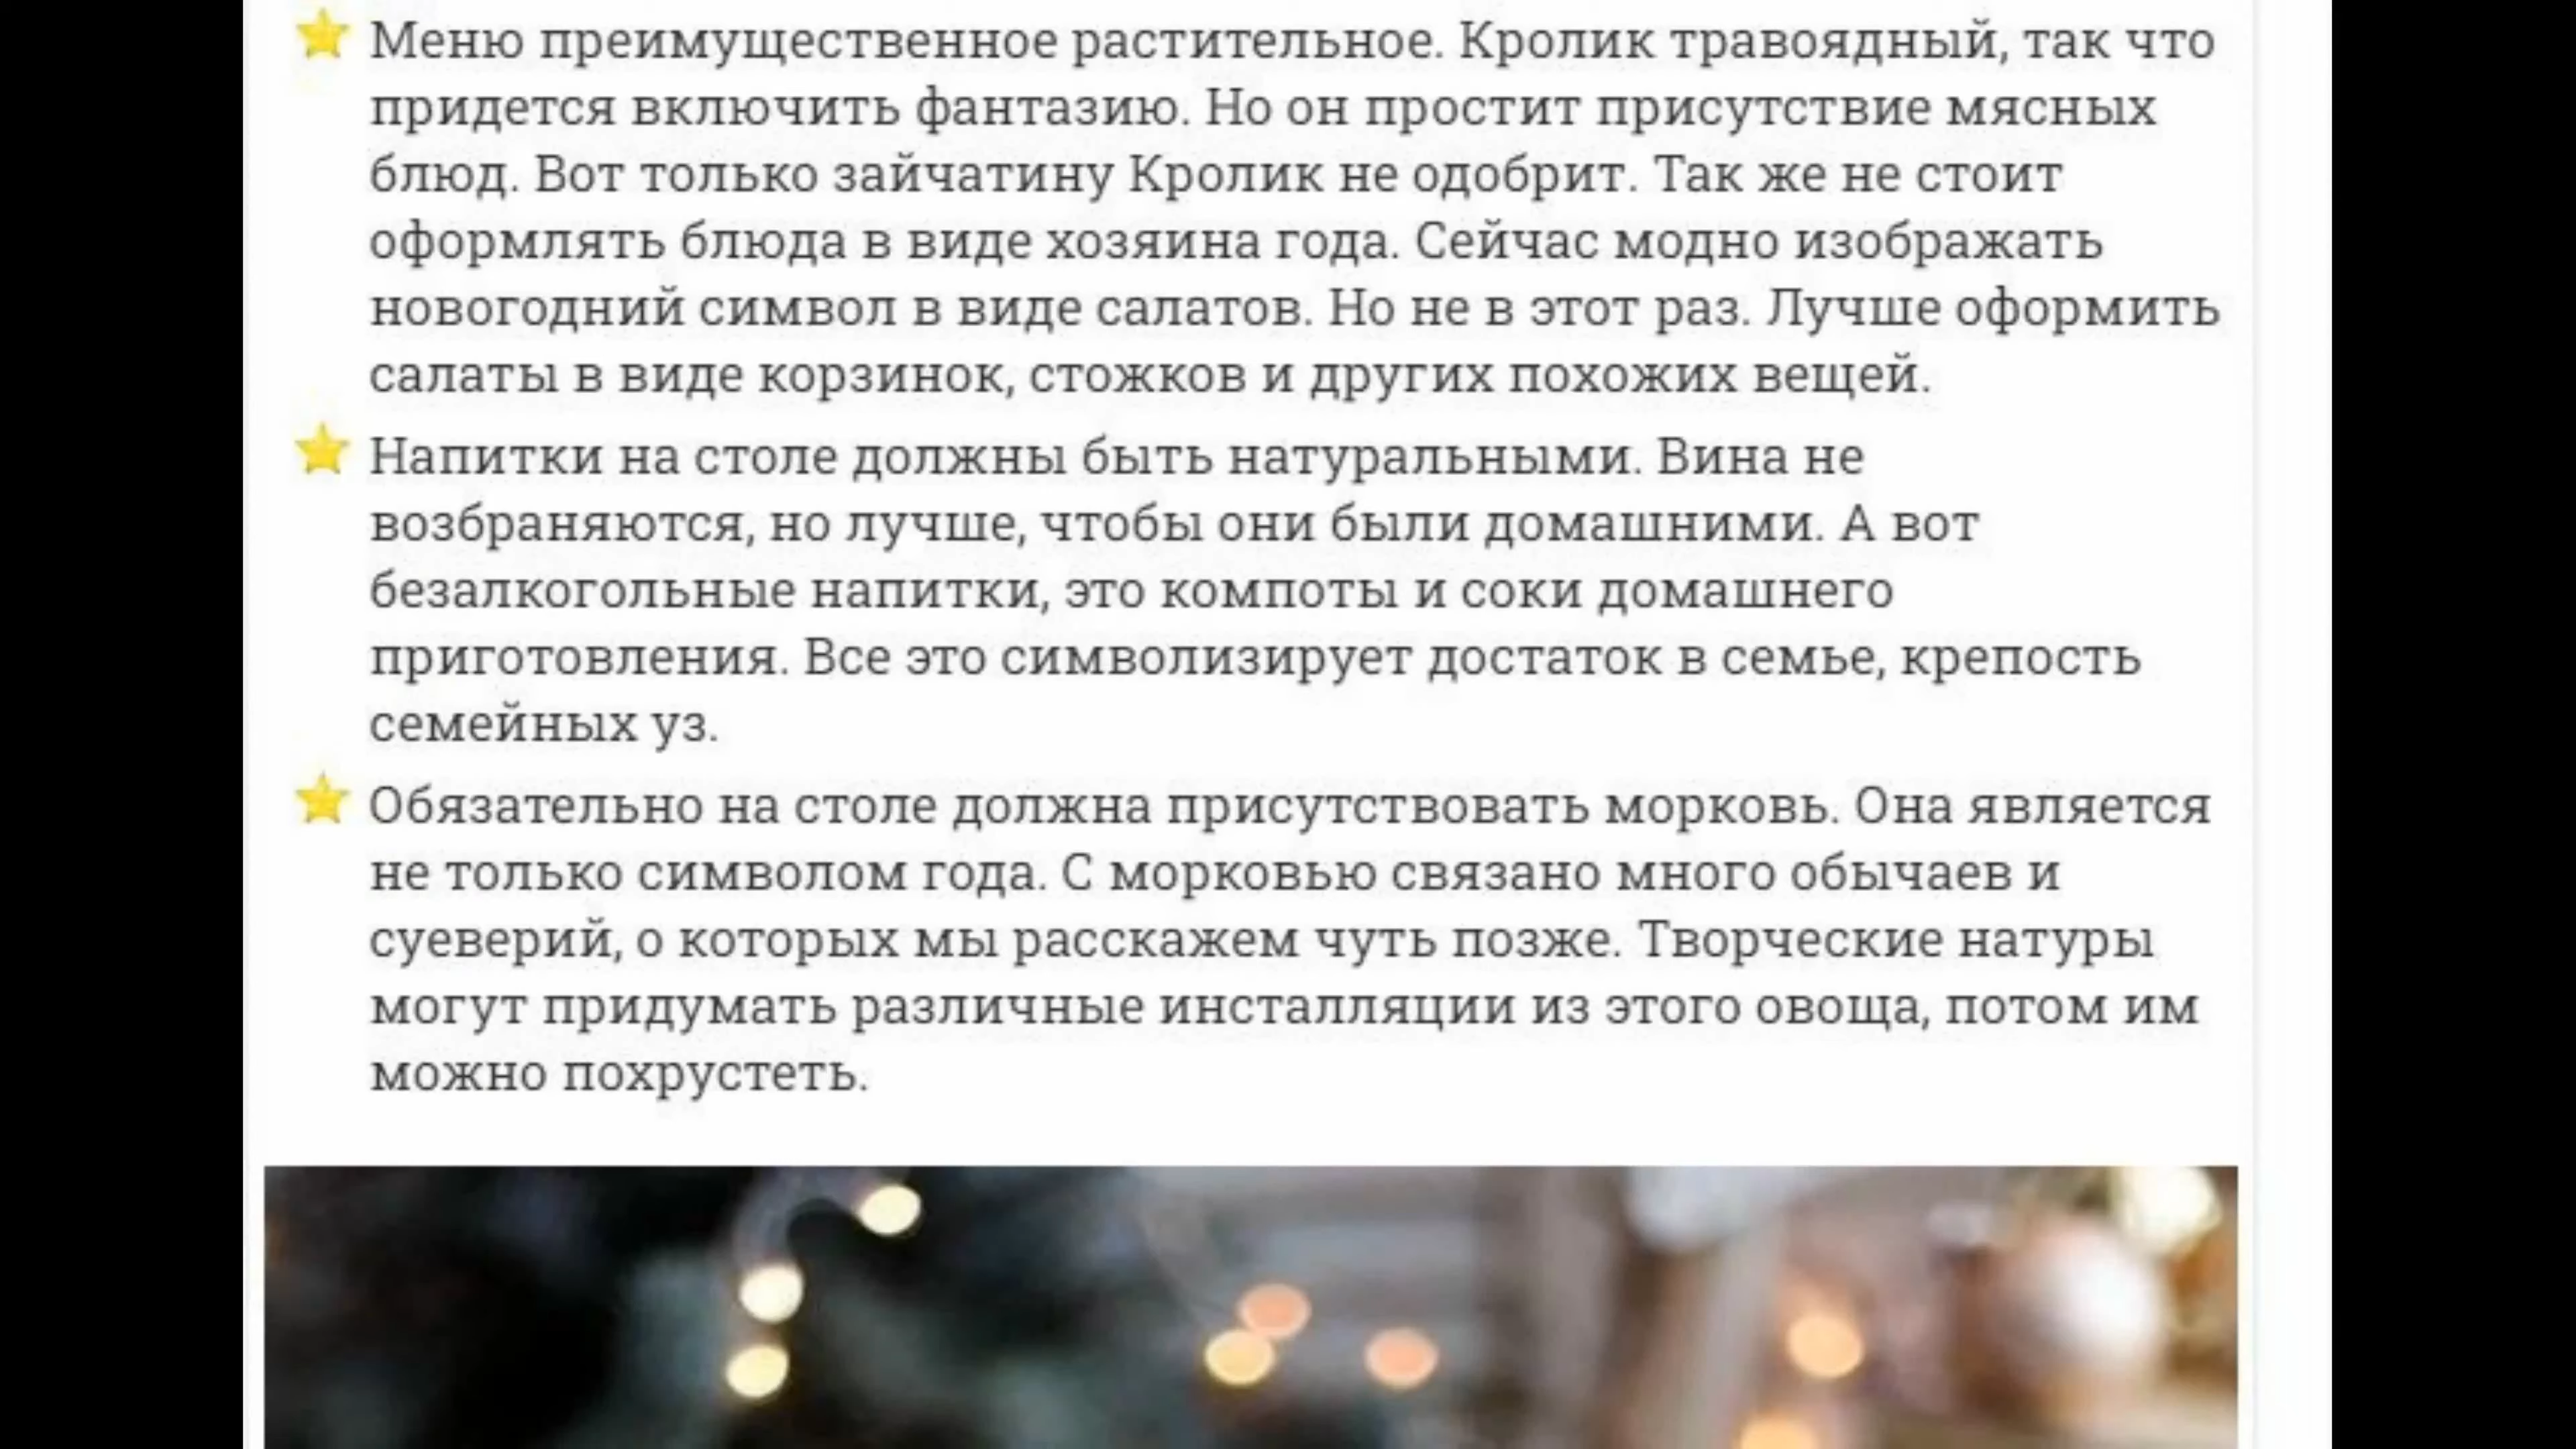 Меню преимущественное растительное. Кролик травоядный, так что
придется включить фантазию. Но он простит присутствие мясных
блюд. Вот только зайчатину Кролик не одобрит. Так же не стоит
оформлять блюда в виде хозяина года. Сейчас модно изображать
новогодний символ в виде салатов. Но не в этот раз. Лучше оформить
салаты в виде корзинок, стожков и других похожих вещей.
Напитки на столе должны быть натуральными. Вина не
возбраняются, но лучше, чтобы они были домашними. А вот
безалкогольные напитки, это компоты и соки домашнего
приготовления. Все это символизирует достаток в семье, крепость
семейных уз.
Обязательно на столе должна присутствовать морковь. Она является
не только символом года. С морковью связано много обычаев и
суеверий, о которых мы расскажем чуть позже. Творческие натуры
могут придумать различные инсталляции из этого овоща, потом им
можно похрустеть.